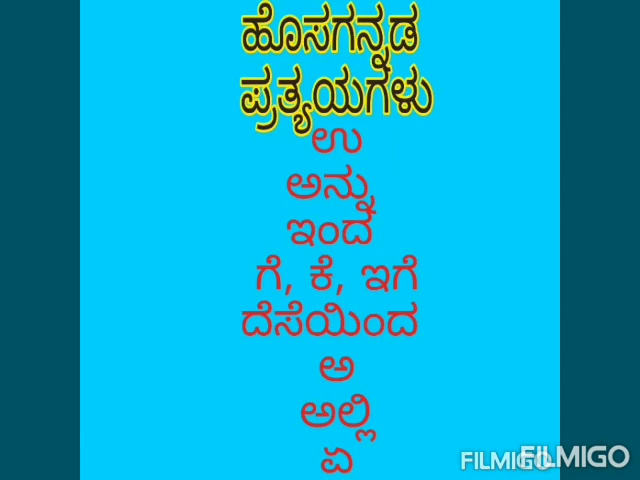 ಹೊಸಗನ್ನಡ
ಪ್ರತ್ಯಯಗಳು
ಉ
ಅನ್ನು
ಇಂದ
ಗೆ, ಕೆ, ಇಗೆ
ದೆಸೆಯಿಂದ
ಅ
ಅಲ್ಲಿ
ಏ
FILMIGO FILMIGO